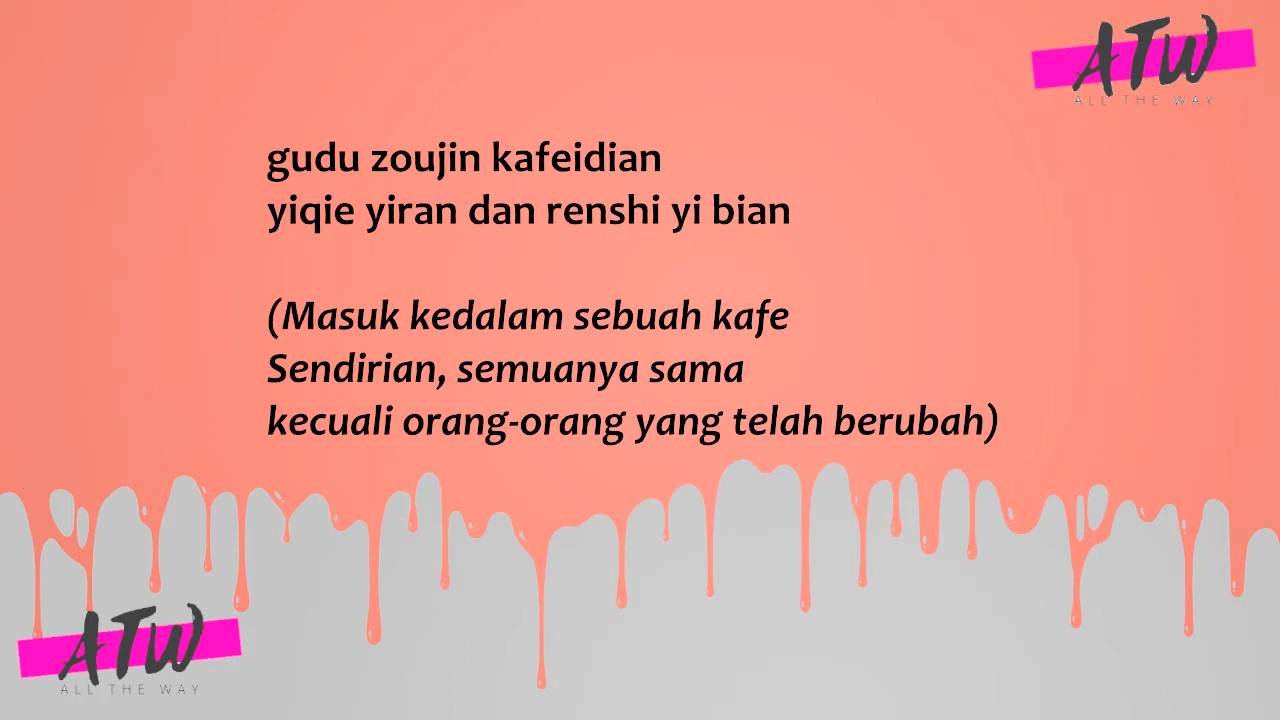 ATW
ALL THE WAY
gudu zoujin kafeidian
yiqie yiran dan renshi yi bian
(Masuk kedalam sebuah kafe
Sendirian, semuanya sama
kecuali orang-orang yang telah berubah)
ATW
ALL THE WAY